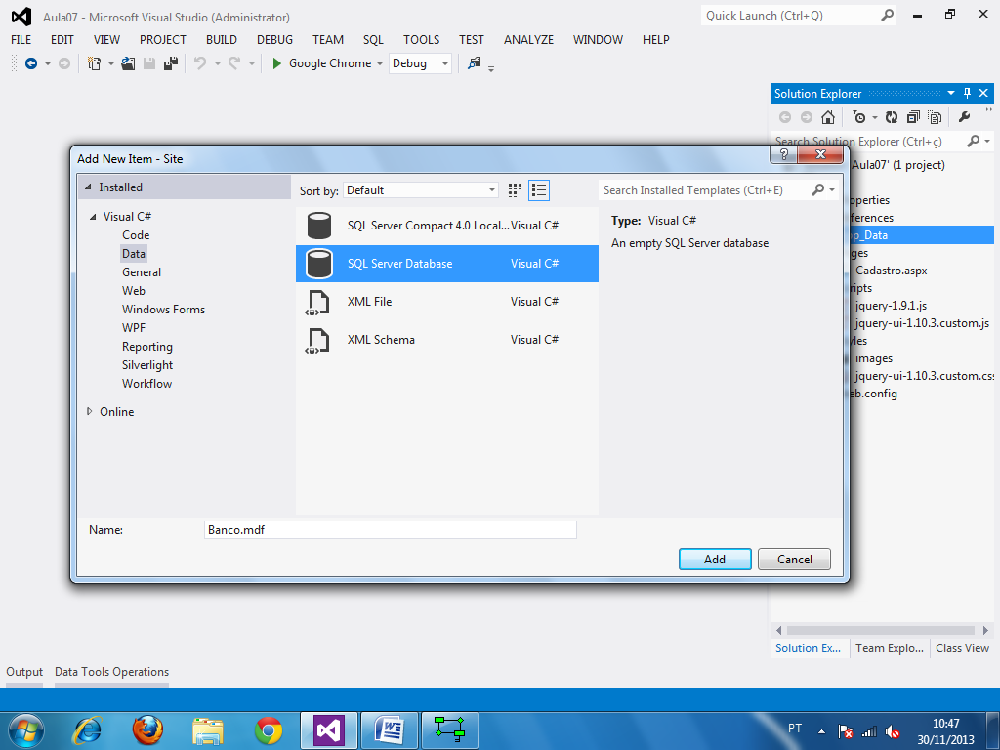 Aula07 - Microsoft Visual Studio (Administrator)
Quick Launch (Ctrl+Q)
FILE EDIT VIEW PROJECT BUILD DEBUG TEAM SQL TOOLS TEST ANALYZE WINDOW HELP
Google Chrome Debug
Solution Explorer
Search Solution Explorer (Ctrl+ç)
Aula07' (1 project)
operties
ferences
op_Data
ges
Cadastro.aspx
ripts
jquery-1.9.1.js
jquery-ui-1.10.3.custom.js
yles
images
jquery-ui-1.10.3.custom.css
eb.config
Add New Item - Site
Installed
Visual C#
Code
Data
General
Web
Windows Forms
WPF
Reporting
Silverlight
Workflow
Online
Sort by: Default
Search Installed Templates (Ctrl+E)
SQL Server Compact 4.0 Local... Visual C#
SQL Server Database Visual C#
XML File Visual C#
XML Schema Visual C#
Type: Visual C#
An empty SQL Server database
Name: Banco.mdf
Add Cancel
Solution Ex... Team Explo... Class View
Output Data Tools Operations
PT
10:47
30/11/2013